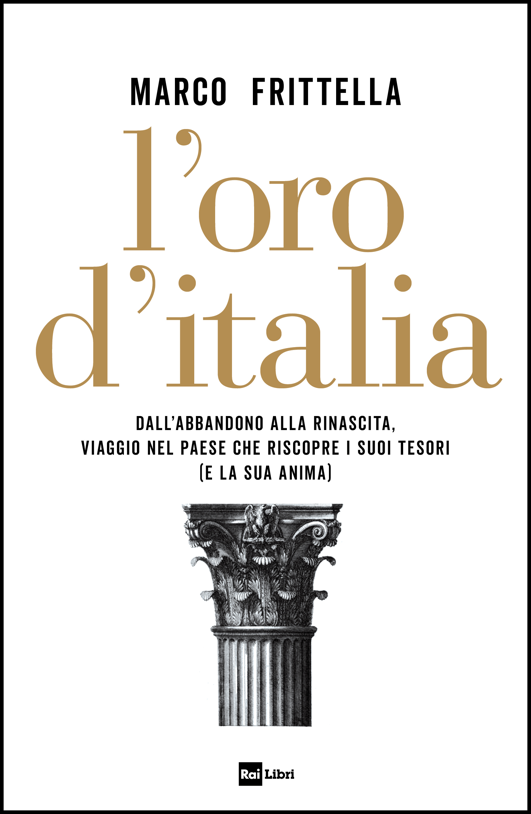 MARCO FRITTELLA
l'oro
d'italia
DALL'ABBANDONO ALLA RINASCITA,
VIAGGIO NEL PAESE CHE RISCOPRE I SUOI TESORI
(E LA SUA ANIMA)
Rai Libri